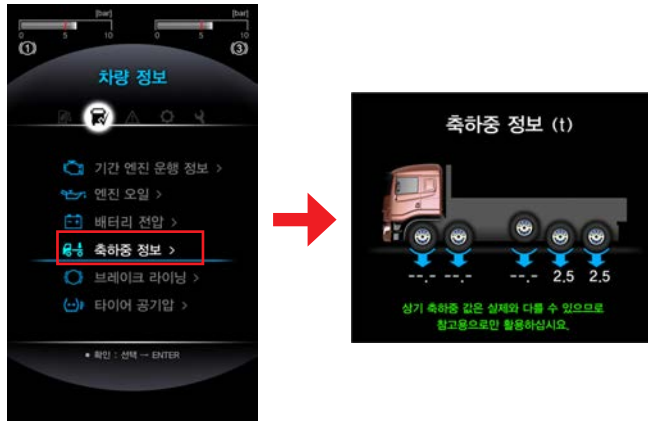 [bar] [bar]
0 5 10 0 5 10
(1) (3)
차량 정보
기간 엔진 운행 정보 >
엔진 오일 >
배터리 전압 >
축하중 정보 >
브레이크 라이닝 >
타이어 공기압 >
• 확인 : 선택 → ENTER
축하중 정보 (t)
--.- --.- --.- 2.5 2.5
상기 축하중 값은 실제와 다를 수 있으므로
참고용으로만 활용하십시요.